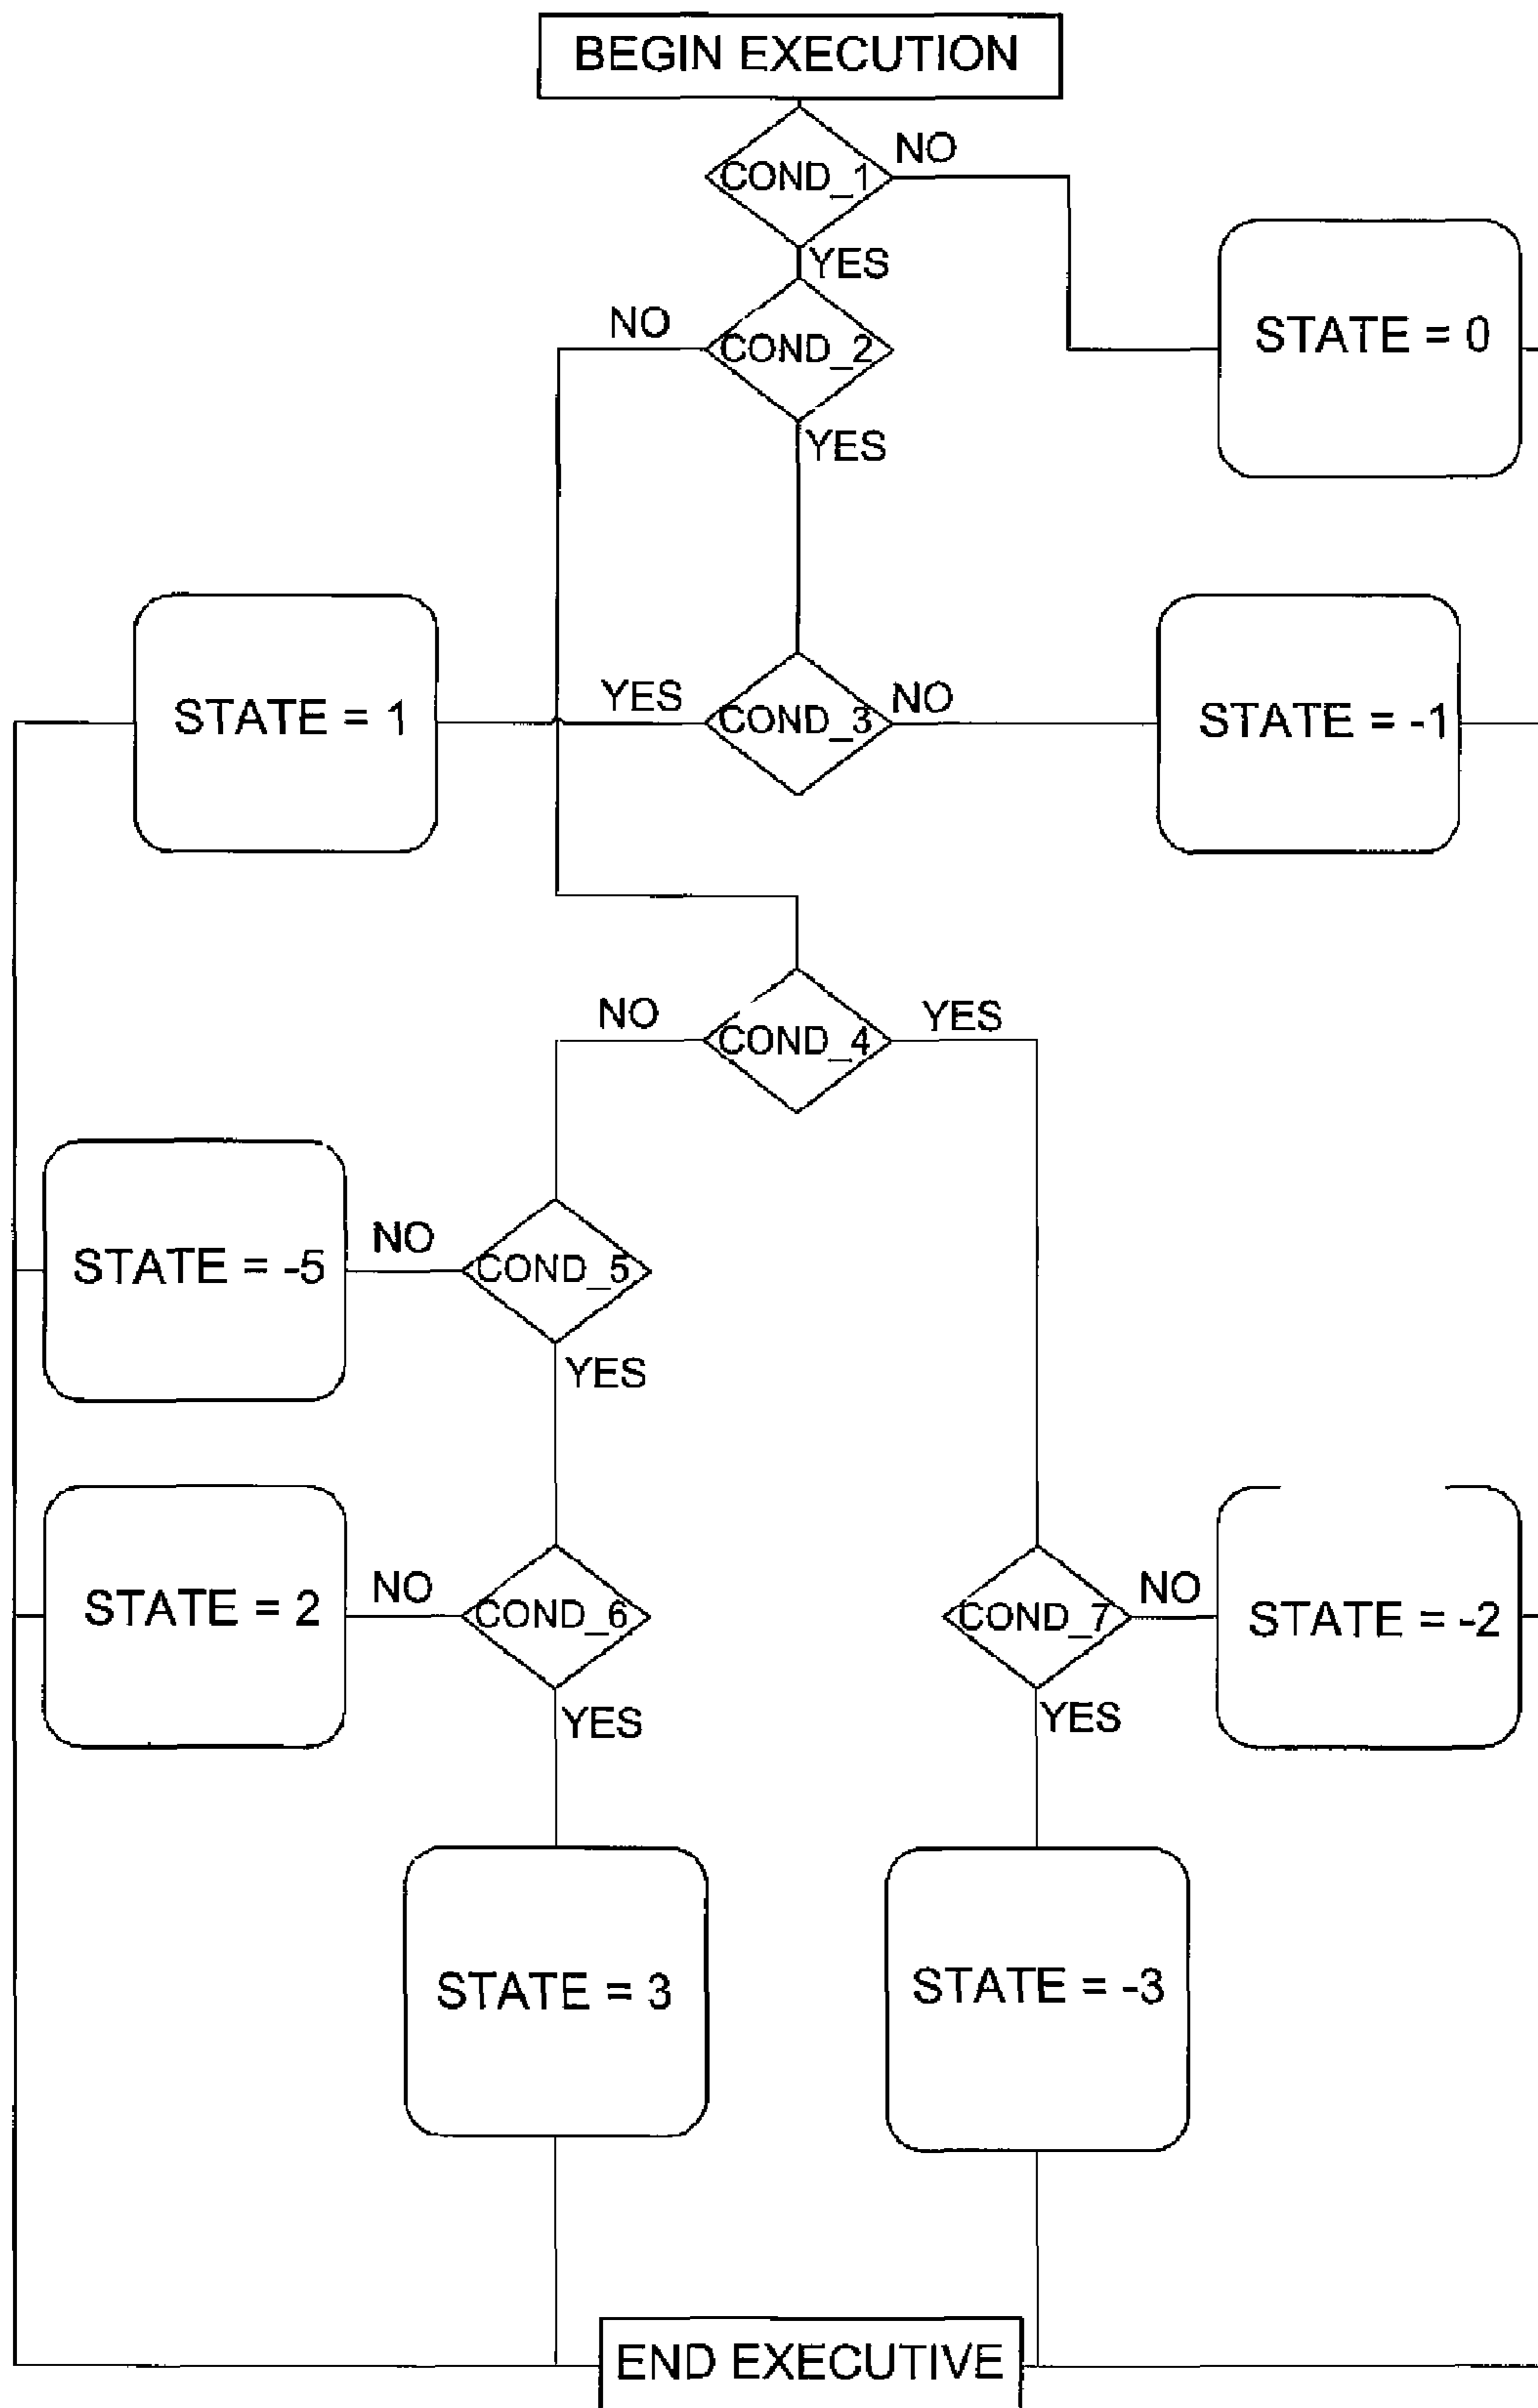 BEGIN EXECUTION
COND_1
NO
YES
NO
COND_2
STATE = 0
YES
STATE = 1
YES
COND_3
NO
STATE = -1
NO
COND_4
YES
STATE = -5
NO
COND_5
YES
STATE = 2
NO
COND_6
COND_7
NO
STATE = -2
YES
YES
STATE = 3
STATE = -3
END EXECUTIVE